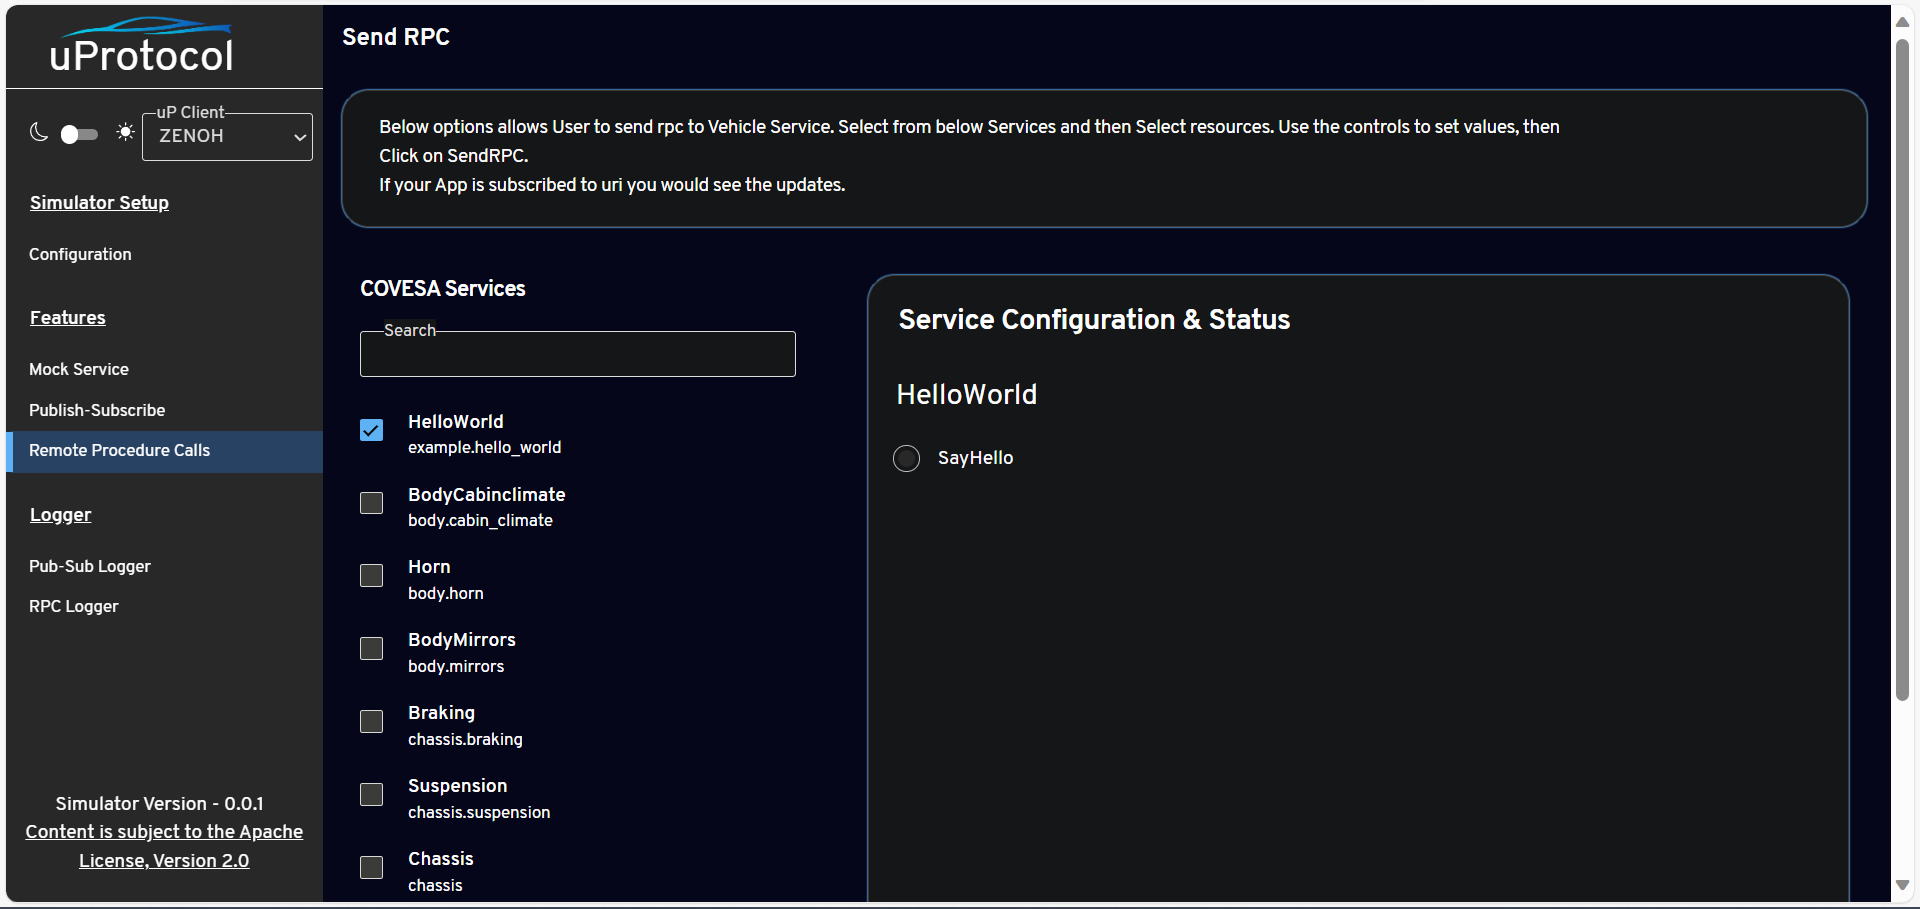 uProtocol
uP Client
ZENOH
Simulator Setup
Configuration
Features
Mock Service
Publish-Subscribe
Remote Procedure Calls
Logger
Pub-Sub Logger
RPC Logger
Simulator Version - 0.0.1
Content is subject to the Apache
License, Version 2.0
Send RPC
Below options allows User to send rpc to Vehicle Service. Select from below Services and then Select resources. Use the controls to set values, then
Click on SendRPC.
If your App is subscribed to uri you would see the updates.
COVESA Services
Search
HelloWorld
example.hello_world
BodyCabinclimate
body.cabin_climate
Horn
body.horn
BodyMirrors
body.mirrors
Braking
chassis.braking
Suspension
chassis.suspension
Chassis
chassis
Service Configuration & Status
HelloWorld
SayHello